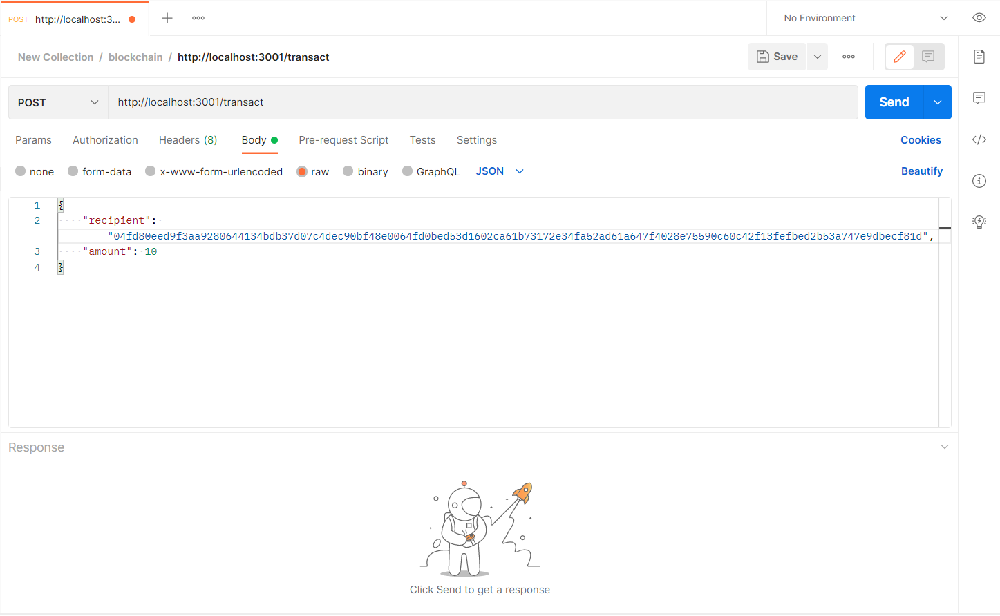 POST http://localhost:3... No Environment
New Collection / blockchain / http://localhost:3001/transact Save
POST http://localhost:3001/transact Send
Params Authorization Headers (8) Body Pre-request Script Tests Settings Cookies
none form-data x-www-form-urlencoded raw binary GraphQL JSON Beautify
1 {
2 "recipient":
"04fd80eed9f3aa9280644134bdb37d07c4dec90bf48e0064fd0bed53d1602ca61b73172e34fa52ad61a647f4028e75590c60c42f13fefbed2b53a747e9dbecf81d",
3 "amount": 10
4 }
Response
Click Send to get a response